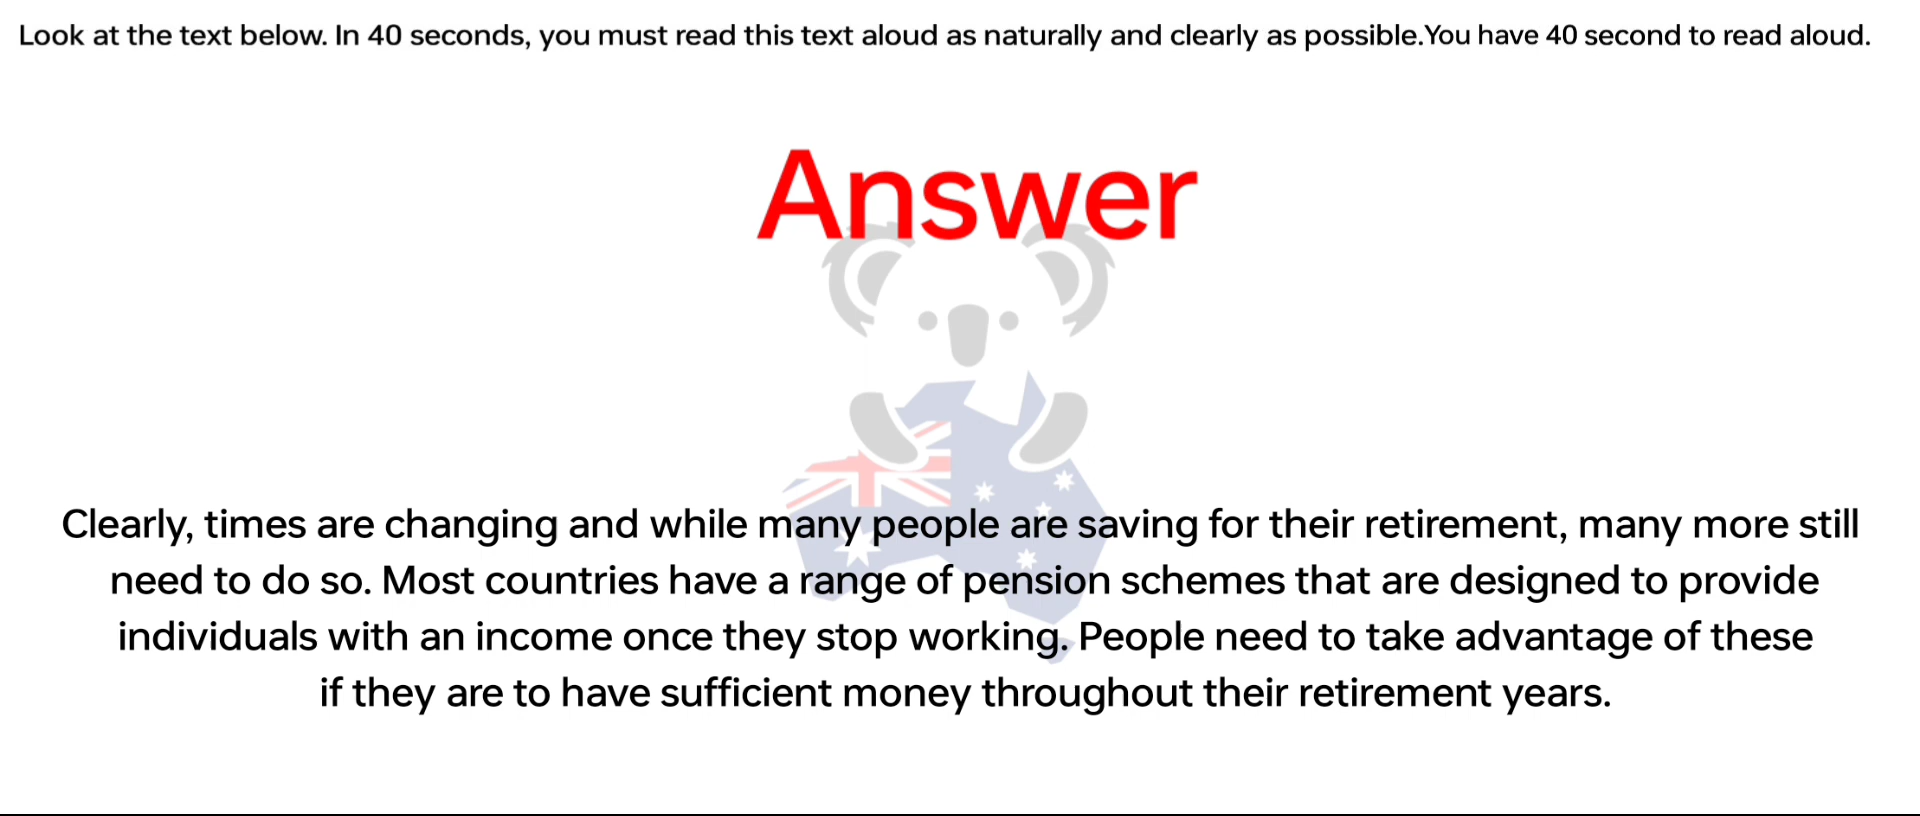 Look at the text below. In 40 seconds, you must read this text aloud as naturally and clearly as possible.You have 40 second to read aloud.
Answer
Clearly, times are changing and while many people are saving for their retirement, many more still
need to do so. Most countries have a range of pension schemes that are designed to provide
individuals with an income once they stop working. People need to take advantage of these
if they are to have sufficient money throughout their retirement years.